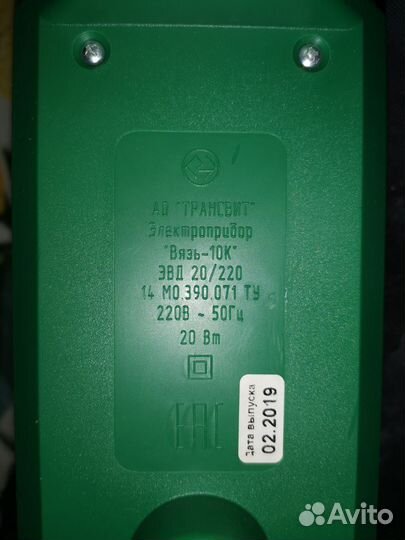 АО "ТРАНСВИТ"
Электроприбор
"Вязь-10К"
ЭВД 20/220
14 МО.390.071 ТУ
220В ~ 50Гц
20 Вт
EAC
дата выпуска
02.2019
Avito